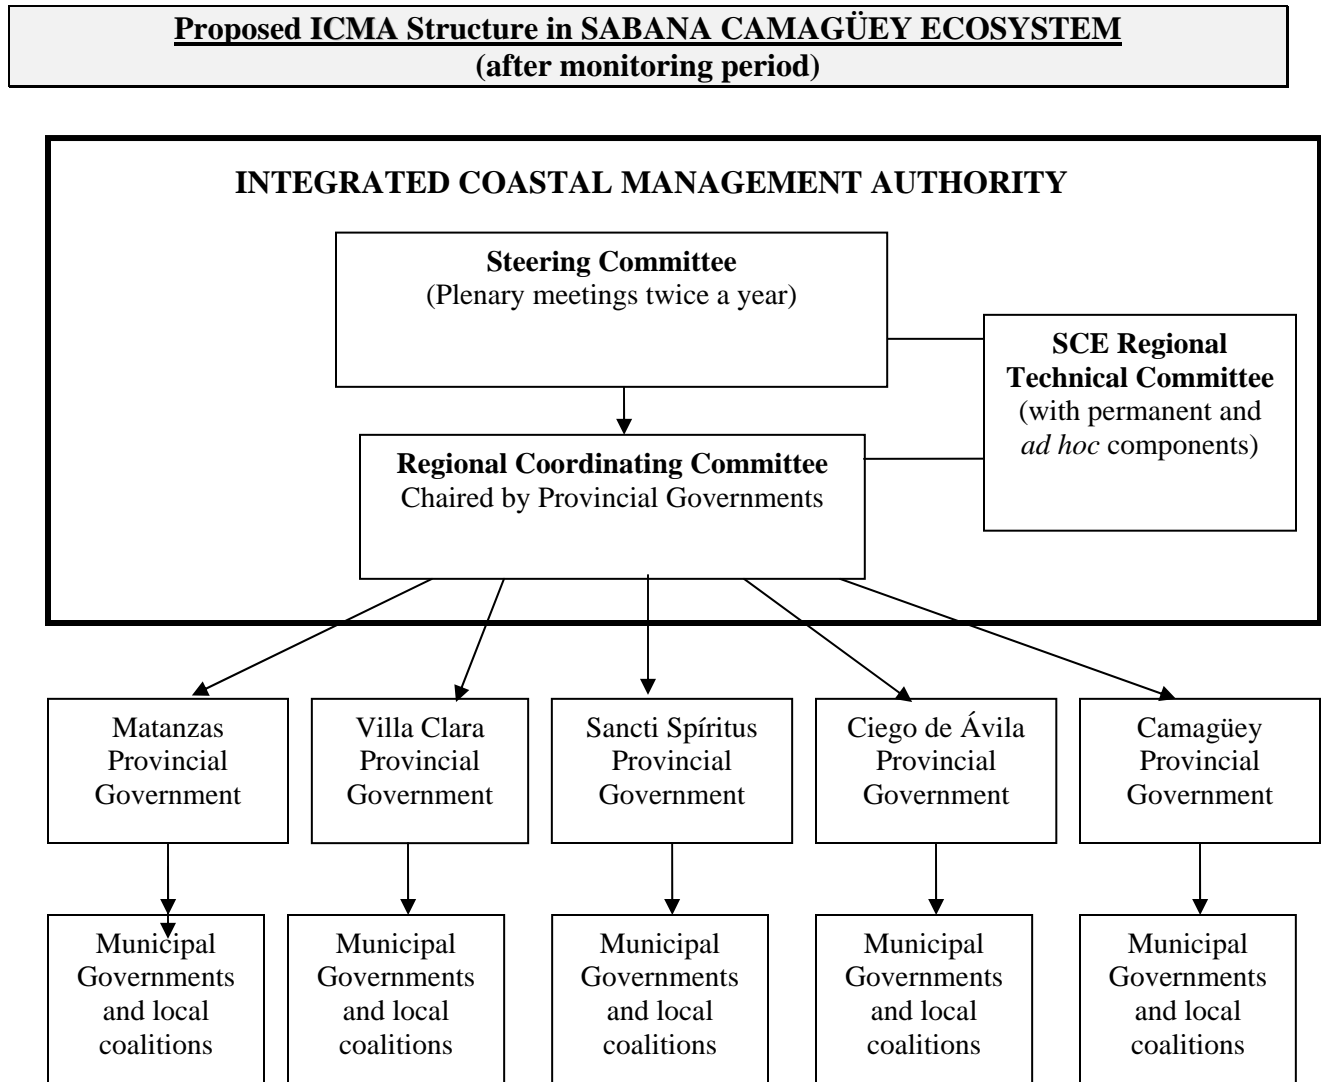 Proposed ICMA Structure in SABANA CAMAGÜEY ECOSYSTEM
(after monitoring period)
INTEGRATED COASTAL MANAGEMENT AUTHORITY
Steering Committee
(Plenary meetings twice a year)
SCE Regional
Technical Committee
(with permanent and
ad hoc components)
Regional Coordinating Committee
Chaired by Provincial Governments
Matanzas
Provincial
Government
Villa Clara
Provincial
Government
Sancti Spíritus
Provincial
Government
Ciego de Ávila
Provincial
Government
Camagüey
Provincial
Government
Municipal
Governments
and local
coalitions
Municipal
Governments
and local
coalitions
Municipal
Governments
and local
coalitions
Municipal
Governments
and local
coalitions
Municipal
Governments
and local
coalitions